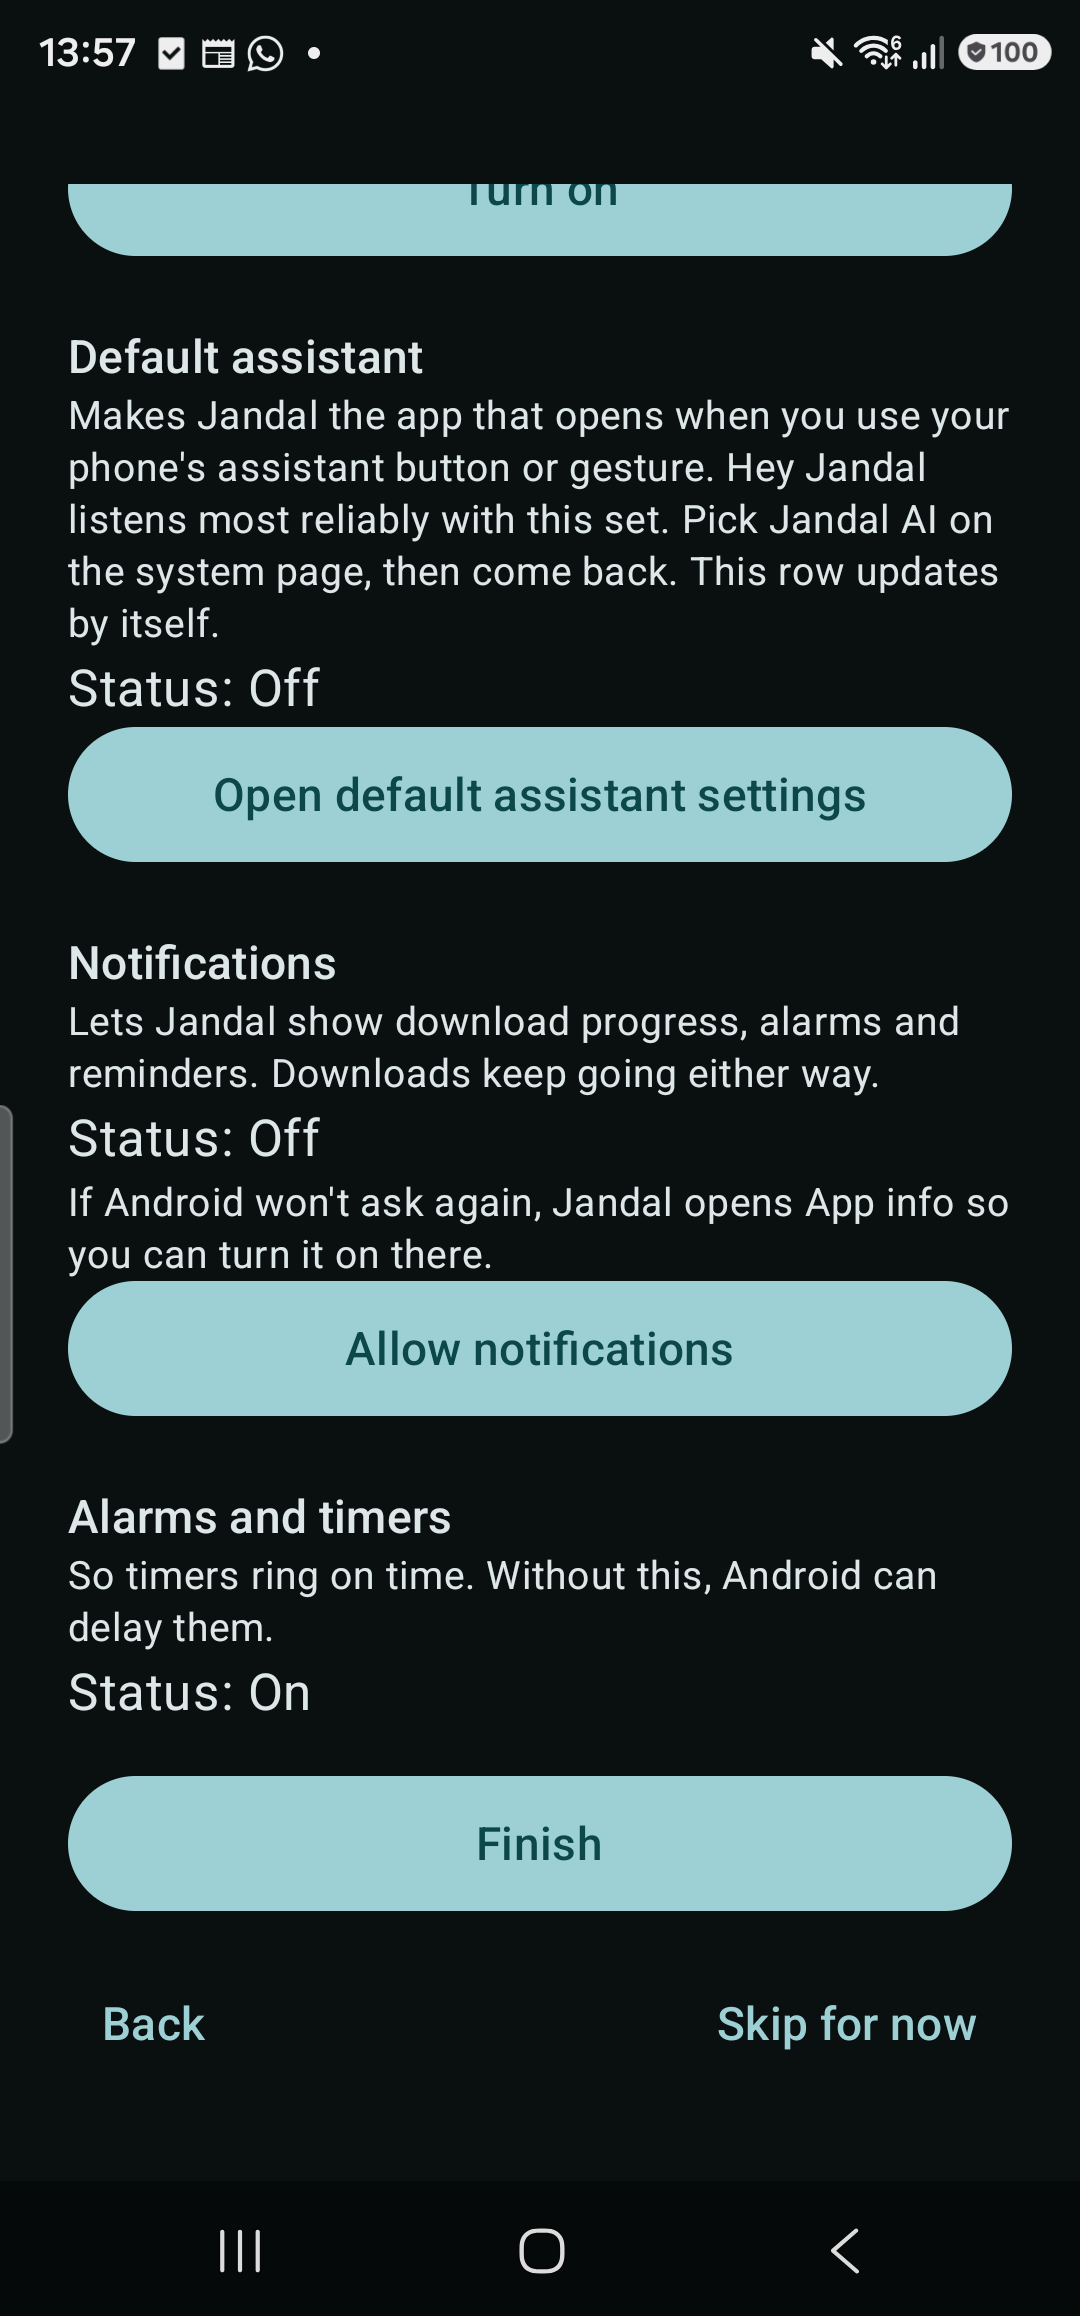 13:57
6
100
Turn on
Default assistant
Makes Jandal the app that opens when you use your
phone's assistant button or gesture. Hey Jandal
listens most reliably with this set. Pick Jandal AI on
the system page, then come back. This row updates
by itself.
Status: Off
Open default assistant settings
Notifications
Lets Jandal show download progress, alarms and
reminders. Downloads keep going either way.
Status: Off
If Android won't ask again, Jandal opens App info so
you can turn it on there.
Allow notifications
Alarms and timers
So timers ring on time. Without this, Android can
delay them.
Status: On
Finish
Back
Skip for now